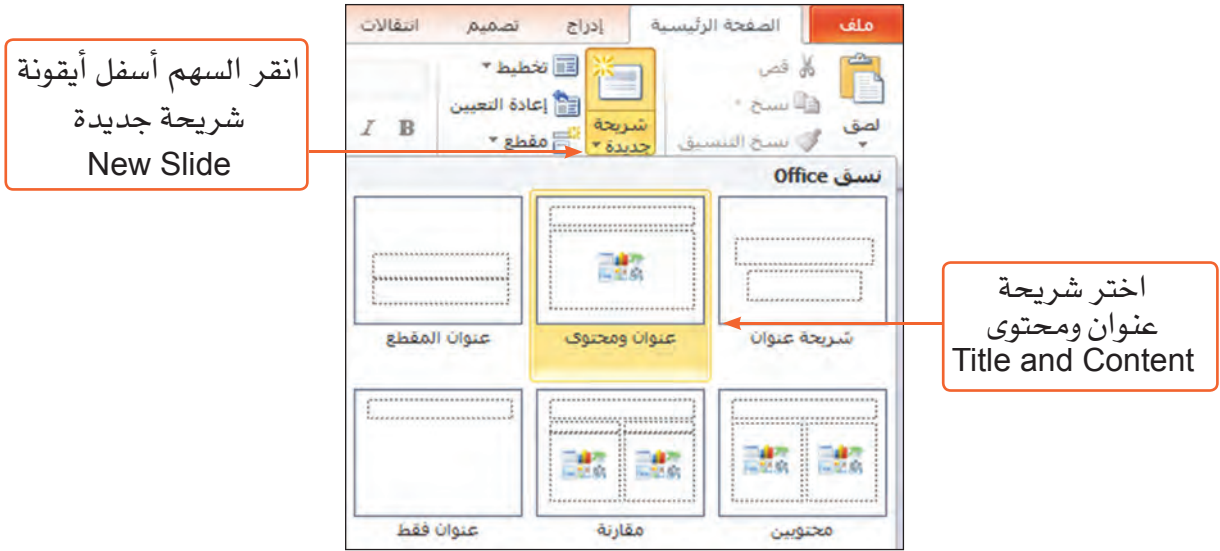 ملف الصفحة الرئيسية إدراج تصميم انتقالات
انقر السهم أسفل أيقونة
شريحة جديدة
New Slide
لصق
قص
نسخ
نسخ التنسيق
شريحة
جديدة
تخطيط
إعادة التعيين
مقطع
B I
نسق Office
شريحة عنوان
عنوان ومحتوى
عنوان المقطع
اختر شريحة
عنوان ومحتوى
Title and Content
محتويين
مقارنة
عنوان فقط